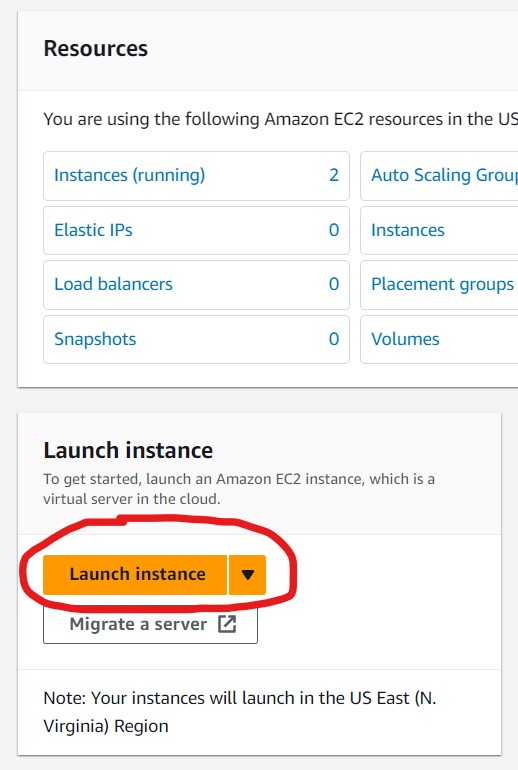 Resources
You are using the following Amazon EC2 resources in the US
Instances (running) 2 Auto Scaling Group
Elastic IPs 0 Instances
Load balancers 0 Placement groups
Snapshots 0 Volumes
Launch instance
To get started, launch an Amazon EC2 instance, which is a
virtual server in the cloud.
Launch instance
Migrate a server
Note: Your instances will launch in the US East (N.
Virginia) Region